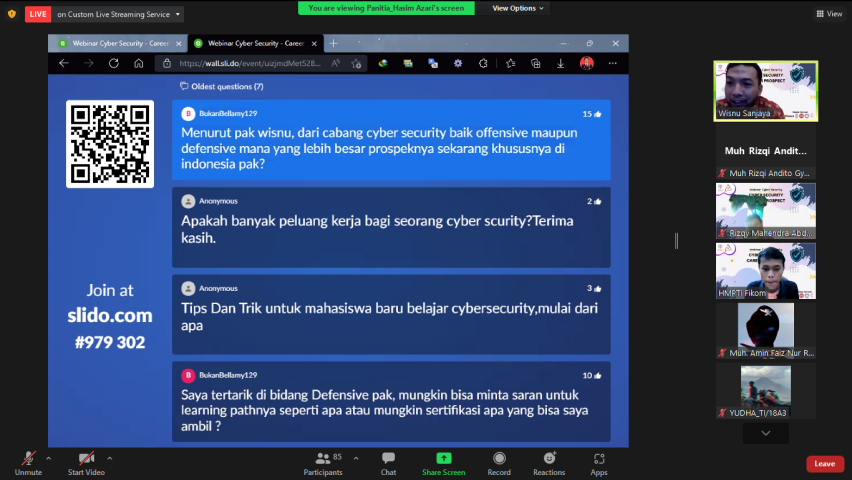 LIVE on Custom Live Streaming Service
You are viewing Panitia_Hasim Azari's screen
View Options
View
Webinar Cyber Security - Career
Webinar Cyber Security - Career
https://wall.sli.do/event/uizjmdMetS28...
Oldest questions (7)
BukanBellamy129
15
Menurut pak wisnu, dari cabang cyber security baik offensive maupun
defensive mana yang lebih besar prospeknya sekarang khususnya di
indonesia pak?
Anonymous
2
Apakah banyak peluang kerja bagi seorang cyber scurity?Terima
kasih.
Anonymous
3
Tips Dan Trik untuk mahasiswa baru belajar cybersecurity,mulai dari
apa
BukanBellamy129
10
Saya tertarik di bidang Defensive pak, mungkin bisa minta saran untuk
learning pathnya seperti apa atau mungkin sertifikasi apa yang bisa saya
ambil ?
Join at
slido.com
#979 302
Wisnu Sanjaya
Muh Rizqi Andit...
Muh Rizqi Andito Gy...
Rizqy Mahendra Abd...
HMPTI Fikom
Muh. Amin Faiz Nur R...
YUDHA_TI/18A3
Unmute
Start Video
85
Participants
Chat
Share Screen
Record
Reactions
Apps
Leave